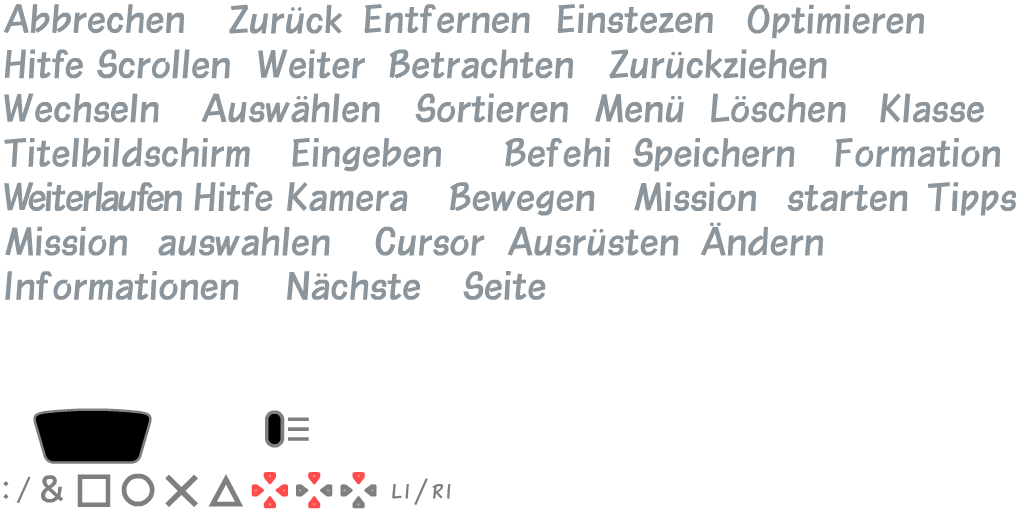 Abbrechen Zurück Entfernen Einstezen Optimieren
Hitfe Scrollen Weiter Betrachten Zurückziehen
Wechseln Auswählen Sortieren Menü Löschen Klasse
Titelbildschirm Eingeben Befehi Speichern Formation
Weiterlaufen Hitfe Kamera Bewegen Mission starten Tipps
Mission auswahlen Cursor Ausrüsten Ändern
Informationen Nächste Seite
:/ & L1/R1